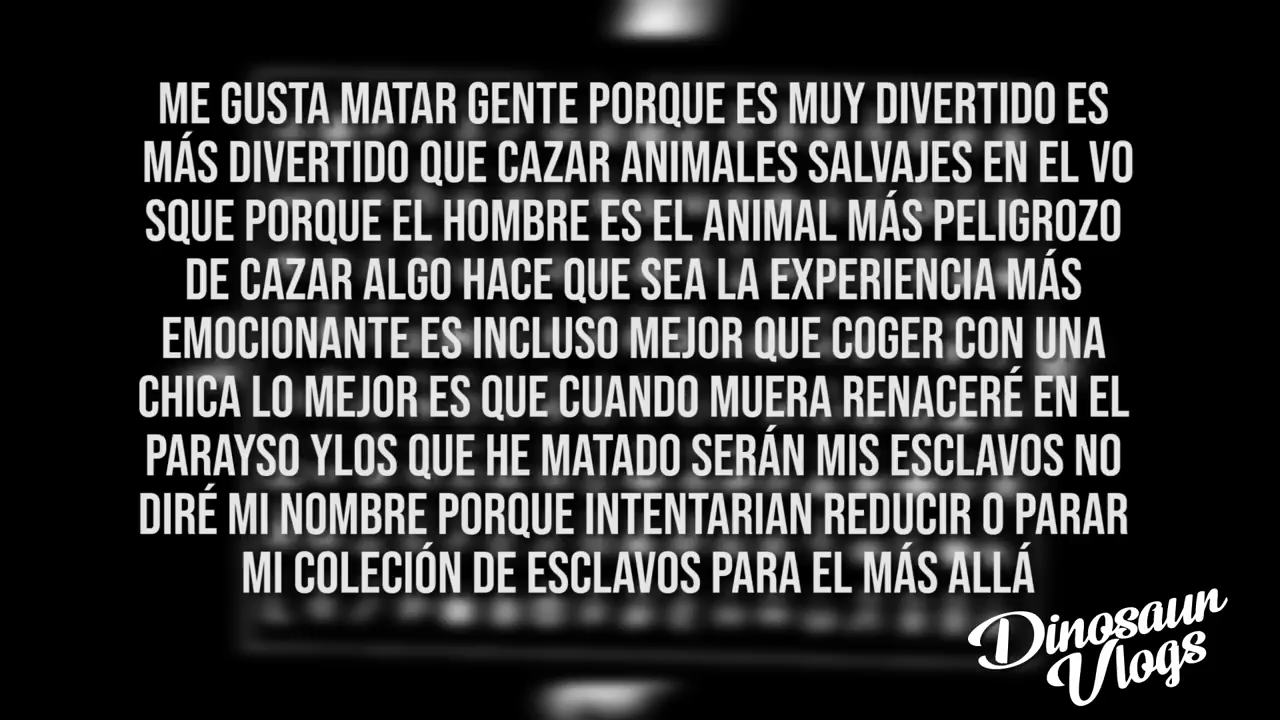 ME GUSTA MATAR GENTE PORQUE ES MUY DIVERTIDO ES
MÁS DIVERTIDO QUE CAZAR ANIMALES SALVAJES EN EL VO
SQUE PORQUE EL HOMBRE ES EL ANIMAL MÁS PELIGROZO
DE CAZAR ALGO HACE QUE SEA LA EXPERIENCIA MÁS
EMOCIONANTE ES INCLUSO MEJOR QUE COGER CON UNA
CHICA LO MEJOR ES QUE CUANDO MUERA RENACERÉ EN EL
PARAYSO YLOS QUE HE MATADO SERÁN MIS ESCLAVOS NO
DIRÉ MI NOMBRE PORQUE INTENTARIAN REDUCIR O PARAR
MI COLECIÓN DE ESCLAVOS PARA EL MÁS ALLÁ
Dinosaun
Vlogs